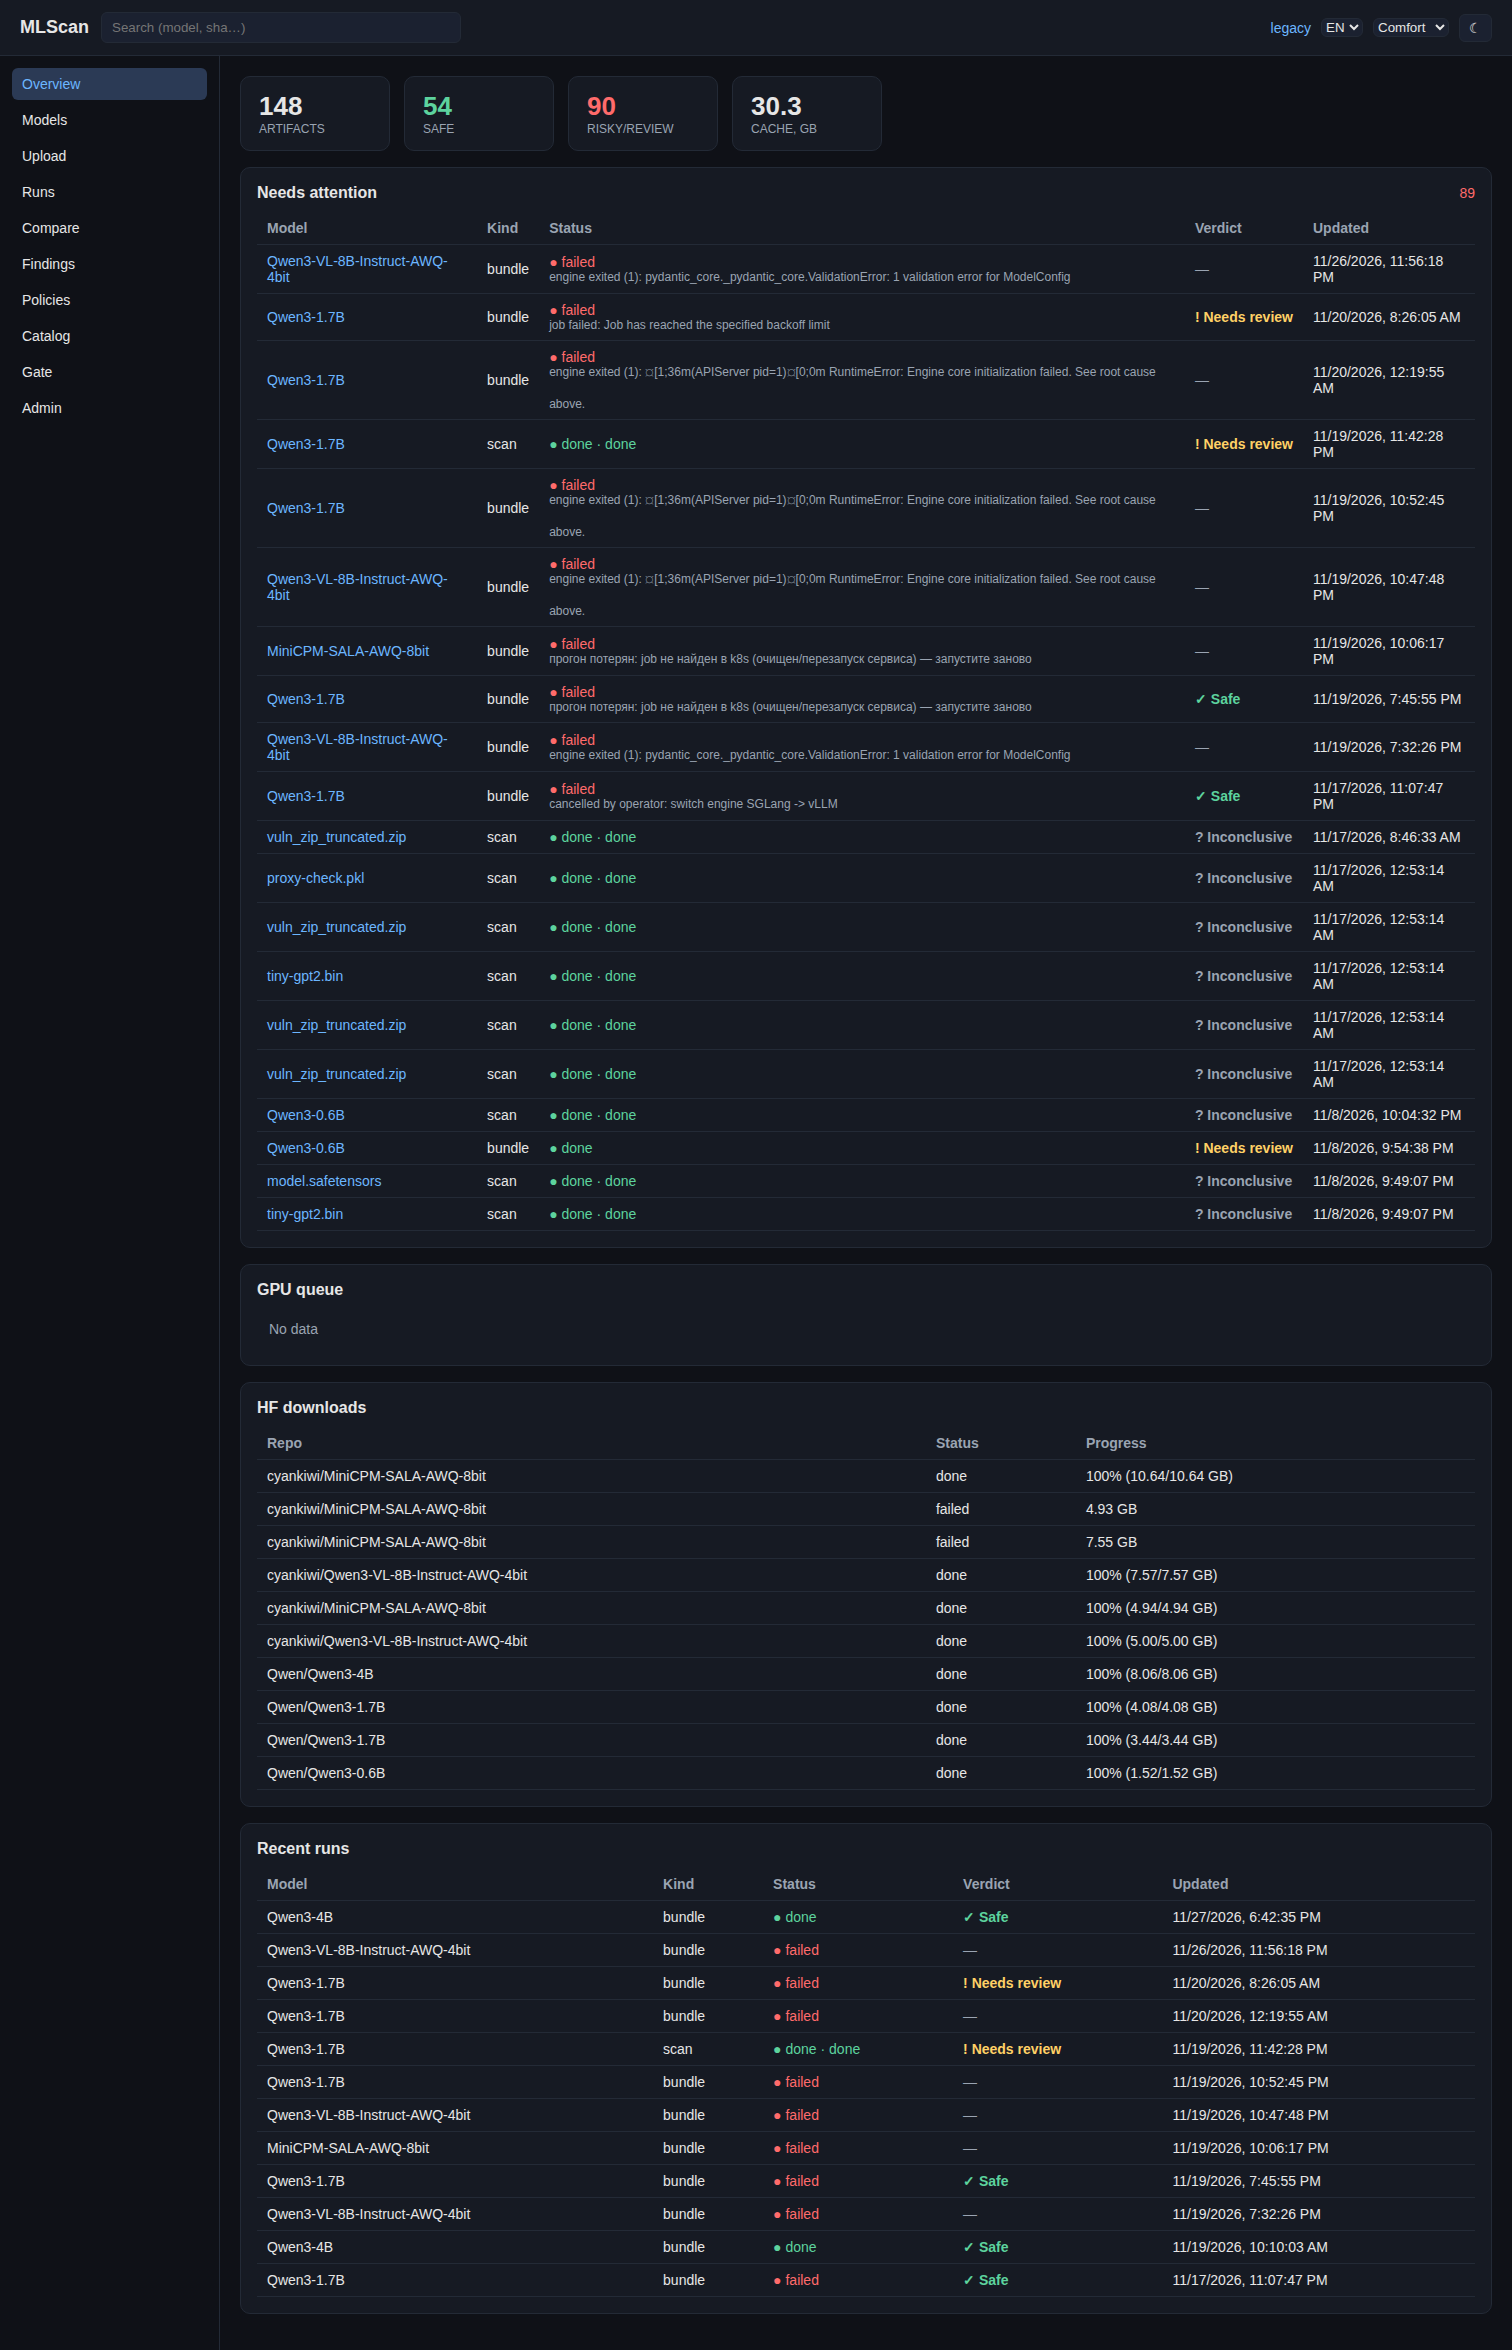 MLScan
Search (model, sha…)
legacy
EN
Comfort
Overview
Models
Upload
Runs
Compare
Findings
Policies
Catalog
Gate
Admin
148
ARTIFACTS
54
SAFE
90
RISKY/REVIEW
30.3
CACHE, GB
Needs attention
89
Model Kind Status Verdict Updated
Qwen3-VL-8B-Instruct-AWQ-4bit bundle ● failed
engine exited (1): pydantic_core._pydantic_core.ValidationError: 1 validation error for ModelConfig — 11/26/2026, 11:56:18 PM
Qwen3-1.7B bundle ● failed
job failed: Job has reached the specified backoff limit ! Needs review 11/20/2026, 8:26:05 AM
Qwen3-1.7B bundle ● failed
engine exited (1): □[1;36m(APIServer pid=1)□[0;0m RuntimeError: Engine core initialization failed. See root cause
above. — 11/20/2026, 12:19:55 AM
Qwen3-1.7B scan ● done · done ! Needs review 11/19/2026, 11:42:28 PM
Qwen3-1.7B bundle ● failed
engine exited (1): □[1;36m(APIServer pid=1)□[0;0m RuntimeError: Engine core initialization failed. See root cause
above. — 11/19/2026, 10:52:45 PM
Qwen3-VL-8B-Instruct-AWQ-4bit bundle ● failed
engine exited (1): □[1;36m(APIServer pid=1)□[0;0m RuntimeError: Engine core initialization failed. See root cause
above. — 11/19/2026, 10:47:48 PM
MiniCPM-SALA-AWQ-8bit bundle ● failed
прогон потерян: job не найден в k8s (очищен/перезапуск сервиса) — запустите заново — 11/19/2026, 10:06:17 PM
Qwen3-1.7B bundle ● failed
прогон потерян: job не найден в k8s (очищен/перезапуск сервиса) — запустите заново ✓ Safe 11/19/2026, 7:45:55 PM
Qwen3-VL-8B-Instruct-AWQ-4bit bundle ● failed
engine exited (1): pydantic_core._pydantic_core.ValidationError: 1 validation error for ModelConfig — 11/19/2026, 7:32:26 PM
Qwen3-1.7B bundle ● failed
cancelled by operator: switch engine SGLang -> vLLM ✓ Safe 11/17/2026, 11:07:47 PM
vuln_zip_truncated.zip scan ● done · done ? Inconclusive 11/17/2026, 8:46:33 AM
proxy-check.pkl scan ● done · done ? Inconclusive 11/17/2026, 12:53:14 AM
vuln_zip_truncated.zip scan ● done · done ? Inconclusive 11/17/2026, 12:53:14 AM
tiny-gpt2.bin scan ● done · done ? Inconclusive 11/17/2026, 12:53:14 AM
vuln_zip_truncated.zip scan ● done · done ? Inconclusive 11/17/2026, 12:53:14 AM
vuln_zip_truncated.zip scan ● done · done ? Inconclusive 11/17/2026, 12:53:14 AM
Qwen3-0.6B scan ● done · done ? Inconclusive 11/8/2026, 10:04:32 PM
Qwen3-0.6B bundle ● done ! Needs review 11/8/2026, 9:54:38 PM
model.safetensors scan ● done · done ? Inconclusive 11/8/2026, 9:49:07 PM
tiny-gpt2.bin scan ● done · done ? Inconclusive 11/8/2026, 9:49:07 PM
GPU queue
No data
HF downloads
Repo Status Progress
cyankiwi/MiniCPM-SALA-AWQ-8bit done 100% (10.64/10.64 GB)
cyankiwi/MiniCPM-SALA-AWQ-8bit failed 4.93 GB
cyankiwi/MiniCPM-SALA-AWQ-8bit failed 7.55 GB
cyankiwi/Qwen3-VL-8B-Instruct-AWQ-4bit done 100% (7.57/7.57 GB)
cyankiwi/MiniCPM-SALA-AWQ-8bit done 100% (4.94/4.94 GB)
cyankiwi/Qwen3-VL-8B-Instruct-AWQ-4bit done 100% (5.00/5.00 GB)
Qwen/Qwen3-4B done 100% (8.06/8.06 GB)
Qwen/Qwen3-1.7B done 100% (4.08/4.08 GB)
Qwen/Qwen3-1.7B done 100% (3.44/3.44 GB)
Qwen/Qwen3-0.6B done 100% (1.52/1.52 GB)
Recent runs
Model Kind Status Verdict Updated
Qwen3-4B bundle ● done ✓ Safe 11/27/2026, 6:42:35 PM
Qwen3-VL-8B-Instruct-AWQ-4bit bundle ● failed — 11/26/2026, 11:56:18 PM
Qwen3-1.7B bundle ● failed ! Needs review 11/20/2026, 8:26:05 AM
Qwen3-1.7B bundle ● failed — 11/20/2026, 12:19:55 AM
Qwen3-1.7B scan ● done · done ! Needs review 11/19/2026, 11:42:28 PM
Qwen3-1.7B bundle ● failed — 11/19/2026, 10:52:45 PM
Qwen3-VL-8B-Instruct-AWQ-4bit bundle ● failed — 11/19/2026, 10:47:48 PM
MiniCPM-SALA-AWQ-8bit bundle ● failed — 11/19/2026, 10:06:17 PM
Qwen3-1.7B bundle ● failed ✓ Safe 11/19/2026, 7:45:55 PM
Qwen3-VL-8B-Instruct-AWQ-4bit bundle ● failed — 11/19/2026, 7:32:26 PM
Qwen3-4B bundle ● done ✓ Safe 11/19/2026, 10:10:03 AM
Qwen3-1.7B bundle ● failed ✓ Safe 11/17/2026, 11:07:47 PM